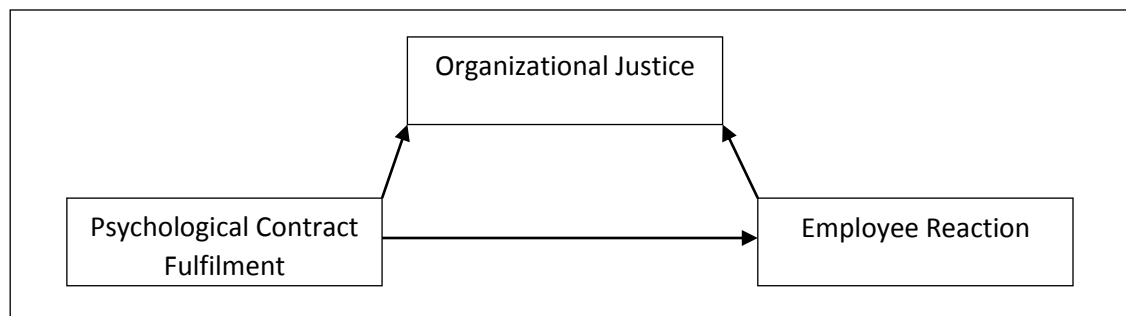 Organizational Justice
Psychological Contract
Fulfilment
Employee Reaction